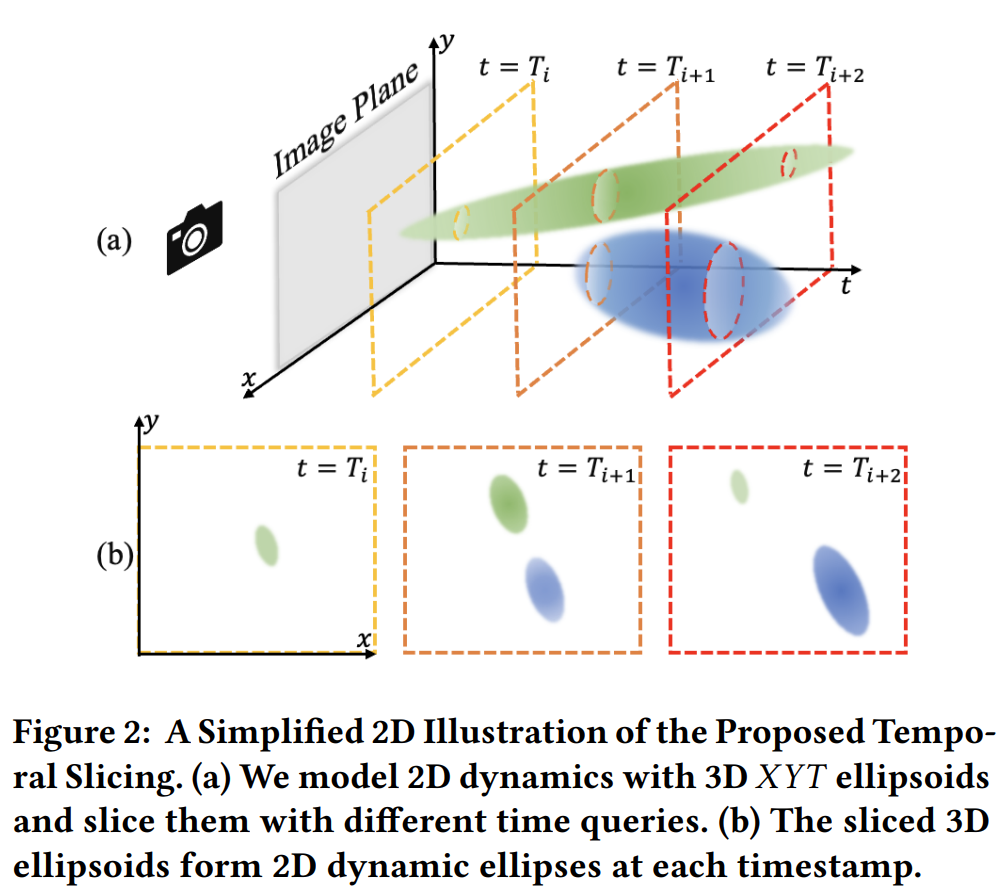 y
t = T_i
t = T_{i+1}
t = T_{i+2}
Image Plane
(a)
t
x
y
t = T_i
t = T_{i+1}
t = T_{i+2}
(b)
x
Figure 2: A Simplified 2D Illustration of the Proposed Tempo-
ral Slicing. (a) We model 2D dynamics with 3D XYT ellipsoids
and slice them with different time queries. (b) The sliced 3D
ellipsoids form 2D dynamic ellipses at each timestamp.